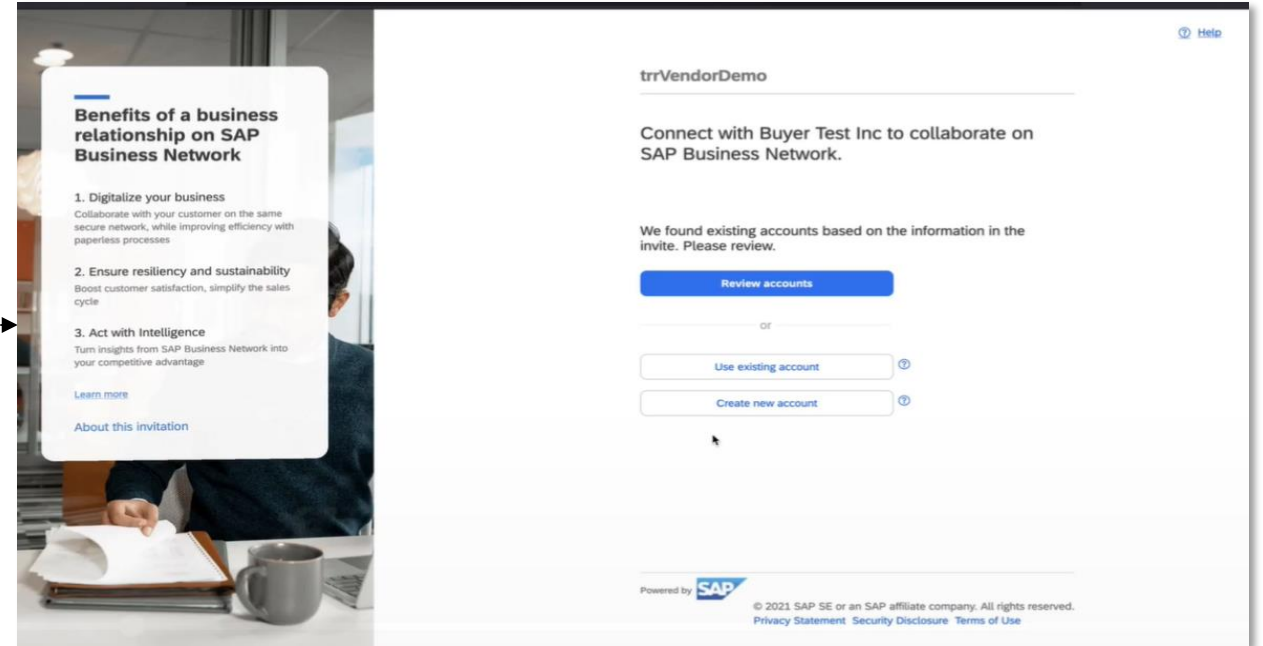 Help
Benefits of a business
relationship on SAP
Business Network
1. Digitalize your business
Collaborate with your customer on the same
secure network, while improving efficiency with
paperless processes
2. Ensure resiliency and sustainability
Boost customer satisfaction, simplify the sales
cycle
3. Act with Intelligence
Turn insights from SAP Business Network into
your competitive advantage
Learn more
About this invitation
trrVendorDemo
Connect with Buyer Test Inc to collaborate on
SAP Business Network.
We found existing accounts based on the information in the
invite. Please review.
Review accounts
or
Use existing account
Create new account
Powered by SAP
© 2021 SAP SE or an SAP affiliate company. All rights reserved.
Privacy Statement Security Disclosure Terms of Use